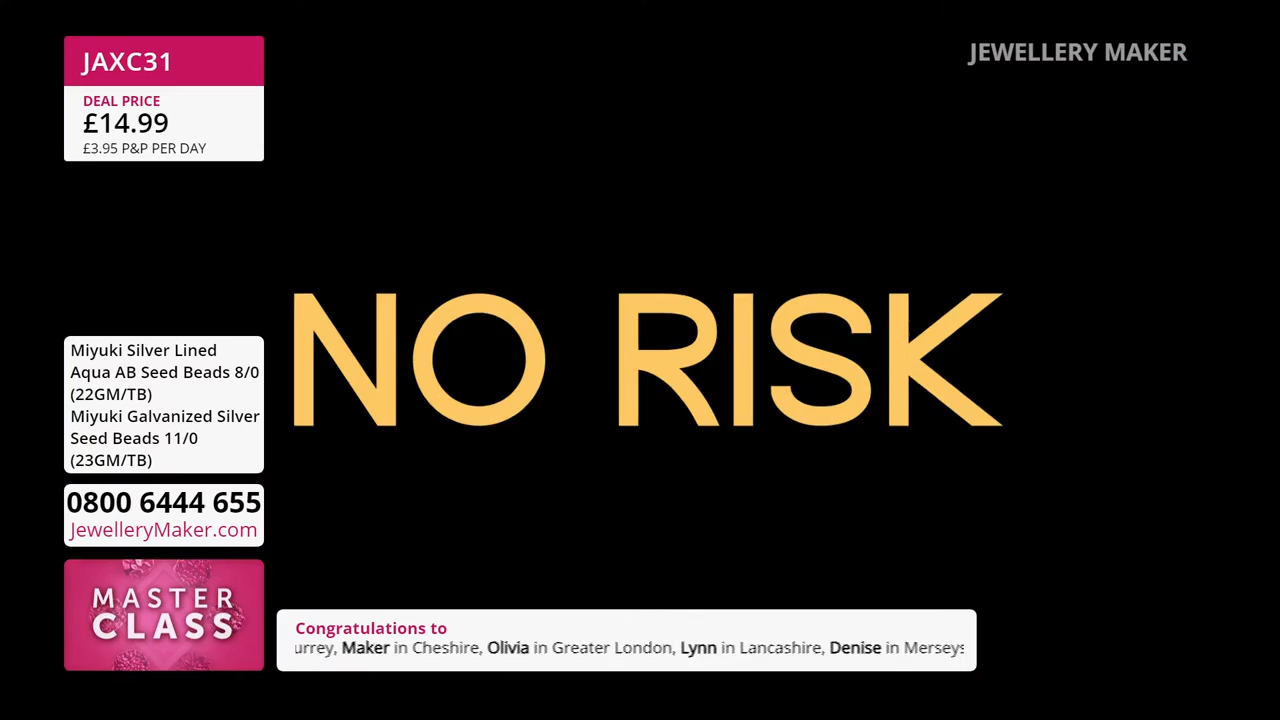 JAXC31
DEAL PRICE
£14.99
£3.95 P&P PER DAY
JEWELLERY MAKER
NO RISK
Miyuki Silver Lined
Aqua AB Seed Beads 8/0
(22GM/TB)
Miyuki Galvanized Silver
Seed Beads 11/0
(23GM/TB)
0800 6444 655
JewelleryMaker.com
MASTER
CLASS
Congratulations to
urrey, Maker in Cheshire, Olivia in Greater London, Lynn in Lancashire, Denise in Merseys